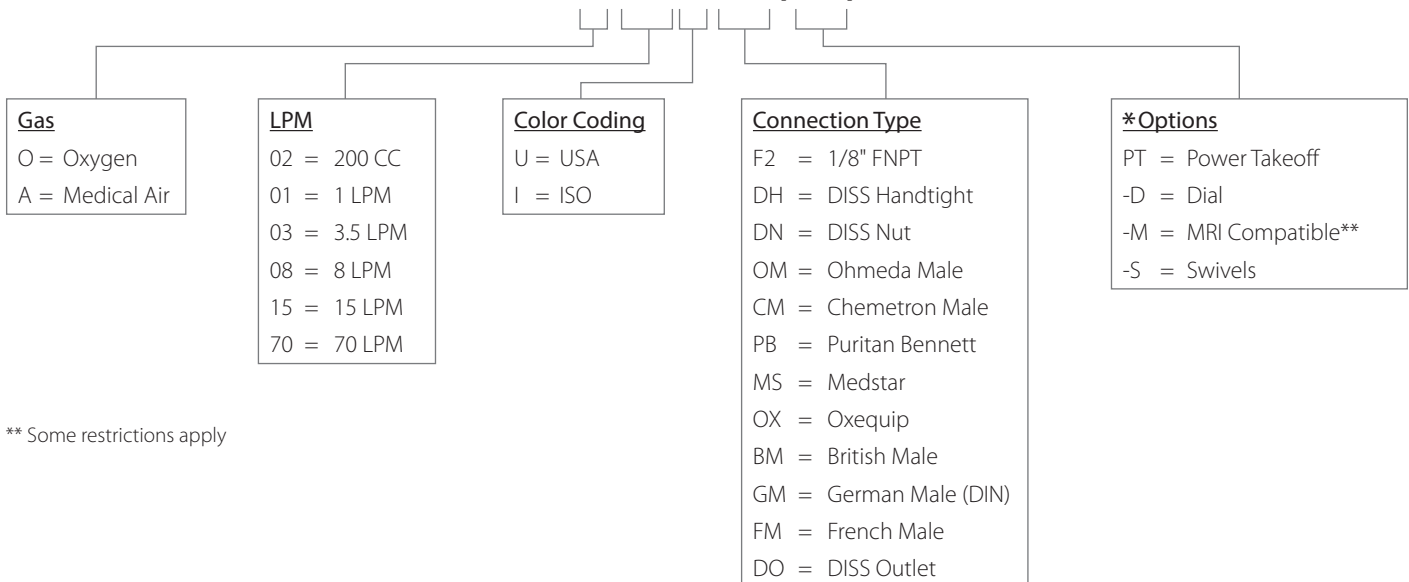 Gas
O = Oxygen
A = Medical Air
LPM
02 = 200 CC
01 = 1 LPM
03 = 3.5 LPM
08 = 8 LPM
15 = 15 LPM
70 = 70 LPM
Color Coding
U = USA
I = ISO
Connection Type
F2 = 1/8" FNPT
DH = DISS Handtight
DN = DISS Nut
OM = Ohmeda Male
CM = Chemetron Male
PB = Puritan Bennett
MS = Medstar
OX = Oxequip
BM = British Male
GM = German Male (DIN)
FM = French Male
DO = DISS Outlet
*Options
PT = Power Takeoff
-D = Dial
-M = MRI Compatible**
-S = Swivels
** Some restrictions apply